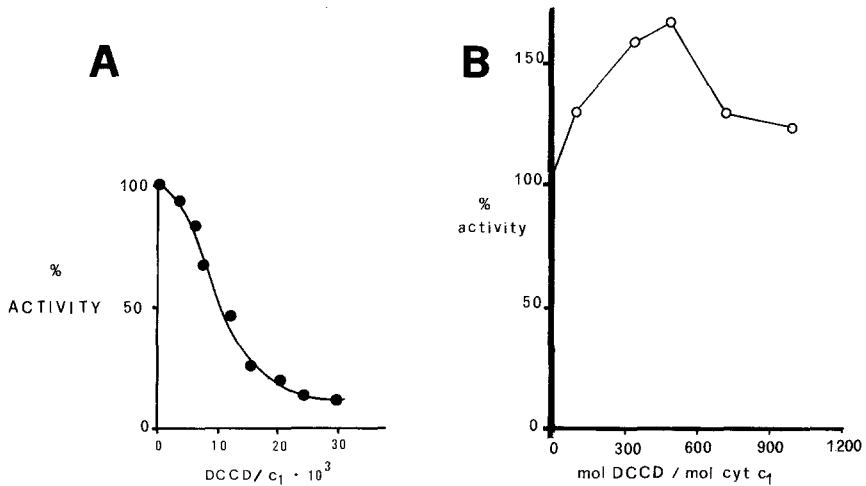 A
100
50
0
%
ACTIVITY
0 10 20 30
DCCD/ c₁ · 10³
B
150
100
50
0
%
activity
0 300 600 900 1200
mol DCCD / mol cyt c₁